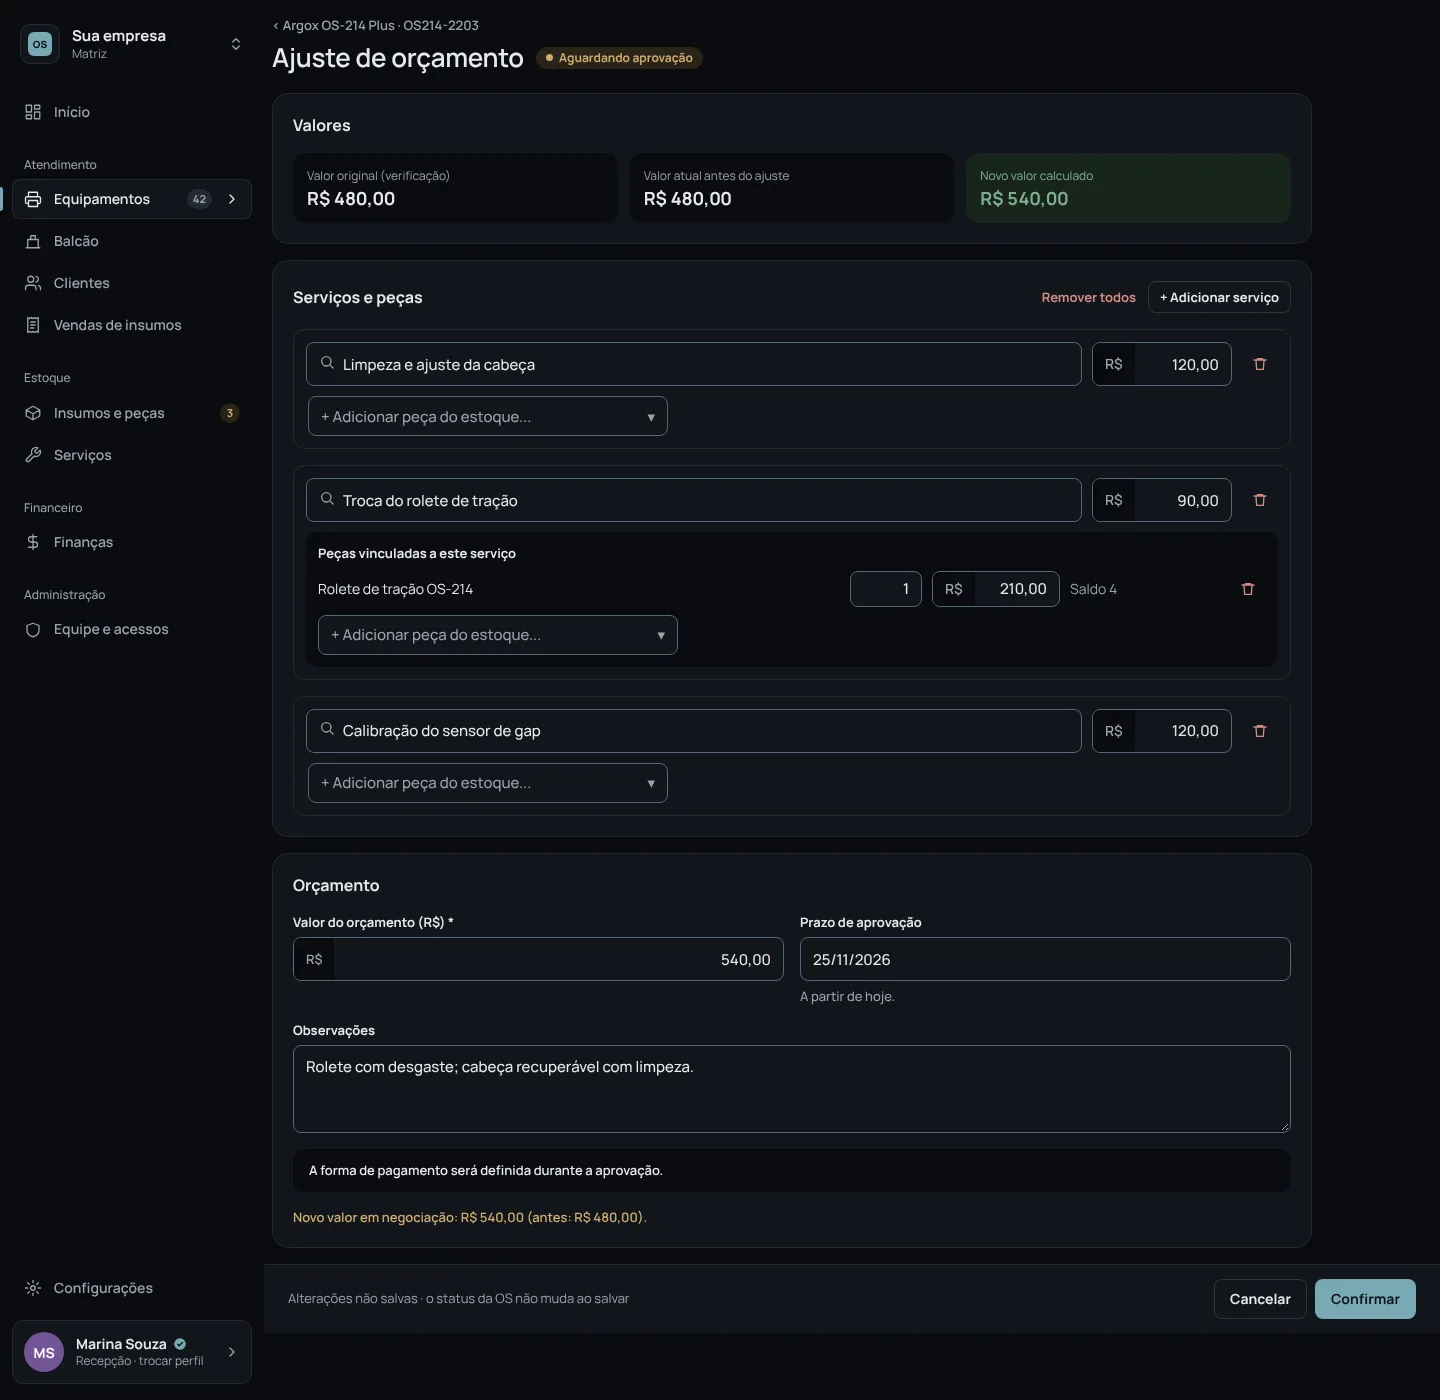 OS
Sua empresa
Matriz
Início
Atendimento
Equipamentos 42
Balcão
Clientes
Vendas de insumos
Estoque
Insumos e peças 3
Serviços
Financeiro
Finanças
Administração
Equipe e acessos
Configurações
MS
Marina Souza
Recepção · trocar perfil
‹ Argox OS-214 Plus · OS214-2203
Ajuste de orçamento
Aguardando aprovação
Valores
Valor original (verificação)
R$ 480,00
Valor atual antes do ajuste
R$ 480,00
Novo valor calculado
R$ 540,00
Serviços e peças
Remover todos
+ Adicionar serviço
Limpeza e ajuste da cabeça
R$ 120,00
+ Adicionar peça do estoque...
Troca do rolete de tração
R$ 90,00
Peças vinculadas a este serviço
Rolete de tração OS-214
1
R$ 210,00
Saldo 4
+ Adicionar peça do estoque...
Calibração do sensor de gap
R$ 120,00
+ Adicionar peça do estoque...
Orçamento
Valor do orçamento (R$) *
R$ 540,00
Prazo de aprovação
25/11/2026
A partir de hoje.
Observações
Rolete com desgaste; cabeça recuperável com limpeza.
A forma de pagamento será definida durante a aprovação.
Novo valor em negociação: R$ 540,00 (antes: R$ 480,00).
Alterações não salvas · o status da OS não muda ao salvar
Cancelar
Confirmar